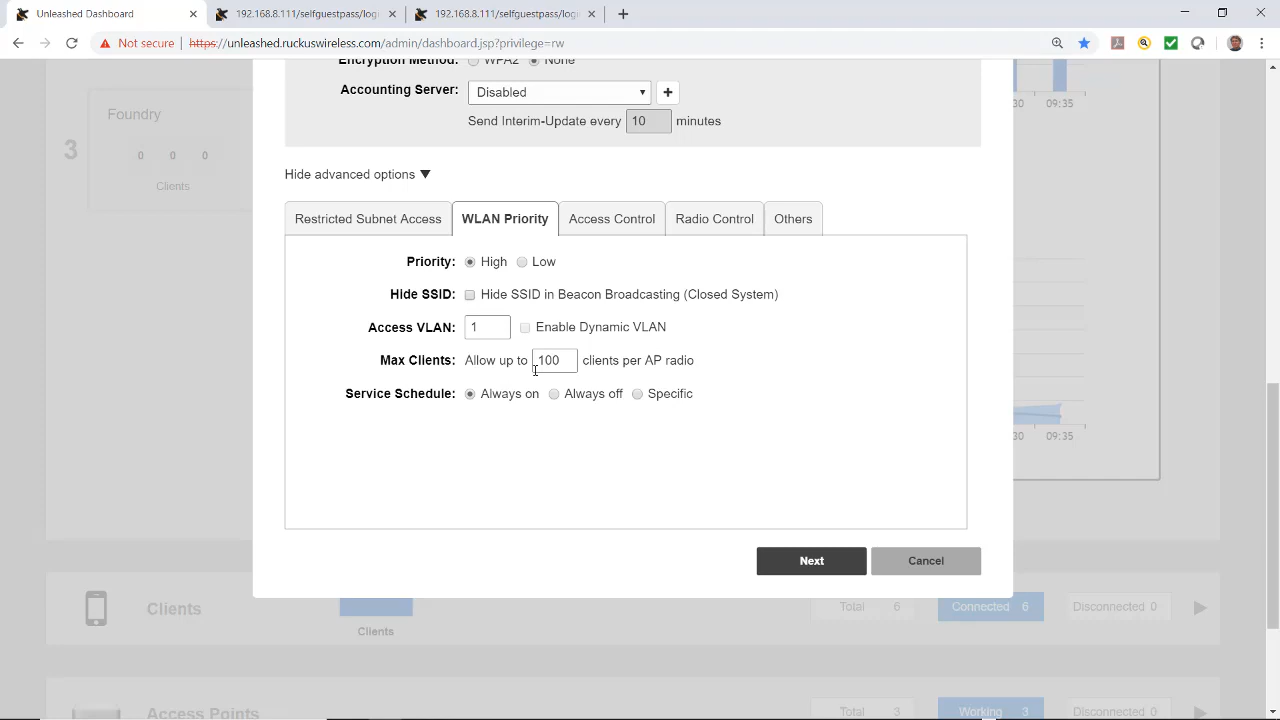 Unleashed Dashboard
192.168.8.111/selfguestpass/logi
192.168.8.111/selfguestpass/logi
Not secure
https://unleashed.ruckuswireless.com/admin/dashboard.jsp?privilege=rw
Encryption Method: WPA2 None
Accounting Server: Disabled
Send Interim-Update every 10 minutes
30 09:35
Foundry
3
0 0 0
Clients
Hide advanced options
Restricted Subnet Access WLAN Priority Access Control Radio Control Others
Priority: High Low
Hide SSID: Hide SSID in Beacon Broadcasting (Closed System)
Access VLAN: 1 Enable Dynamic VLAN
Max Clients: Allow up to 100 clients per AP radio
Service Schedule: Always on Always off Specific
30 09:35
Next Cancel
Clients
Clients
Total 6 Connected 6 Disconnected 0
Access Points
Total 3 Working 3 Disconnected 0